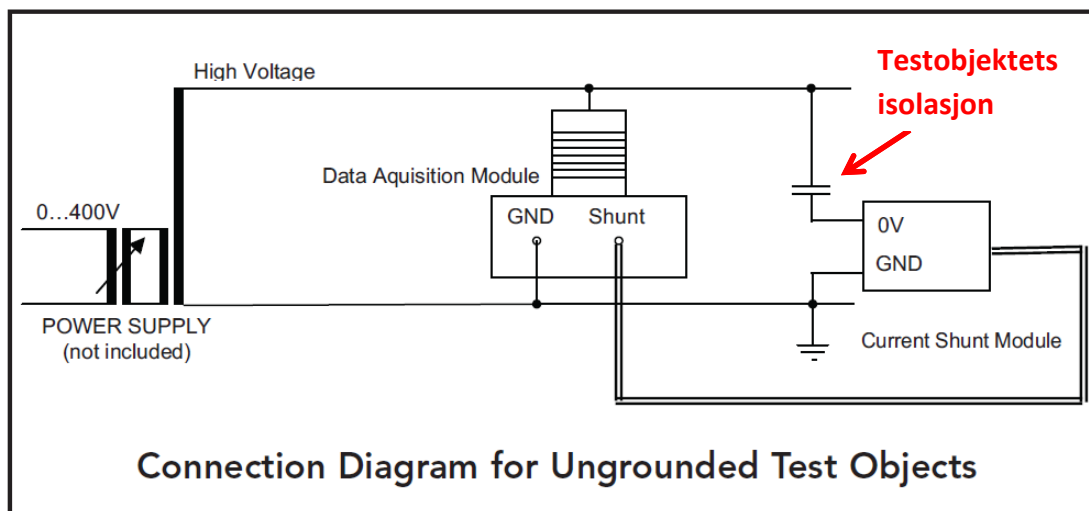 High Voltage
Testobjektets
isolasjon
Data Aquisition Module
0...400V
GND Shunt
0V
GND
POWER SUPPLY
(not included)
Current Shunt Module
Connection Diagram for Ungrounded Test Objects